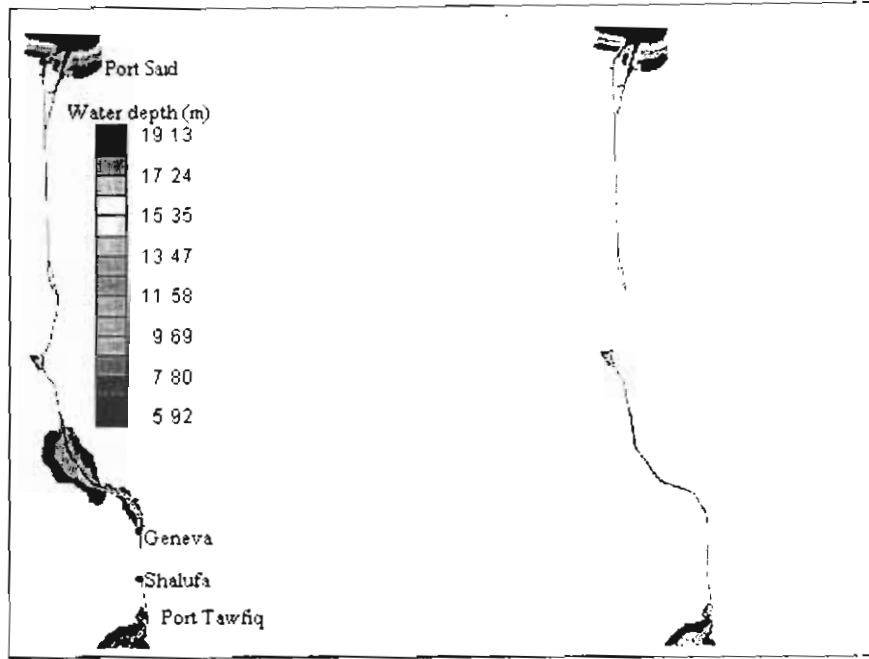 Port Said
Water depth (m)
19 13
17 24
15 35
13 47
11 58
9 69
7 80
5 92
Geneva
Shalufa
Port Tawfiq